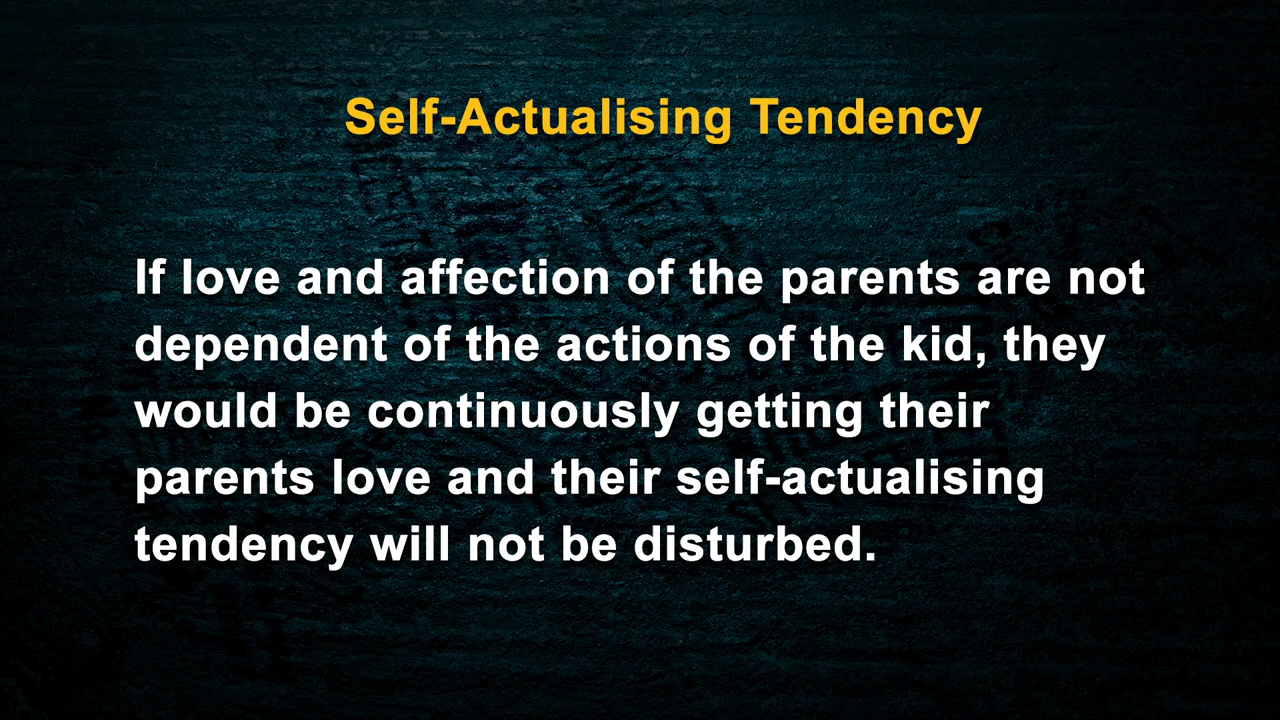 Self-Actualising Tendency
If love and affection of the parents are not
dependent of the actions of the kid, they
would be continuously getting their
parents love and their self-actualising
tendency will not be disturbed.